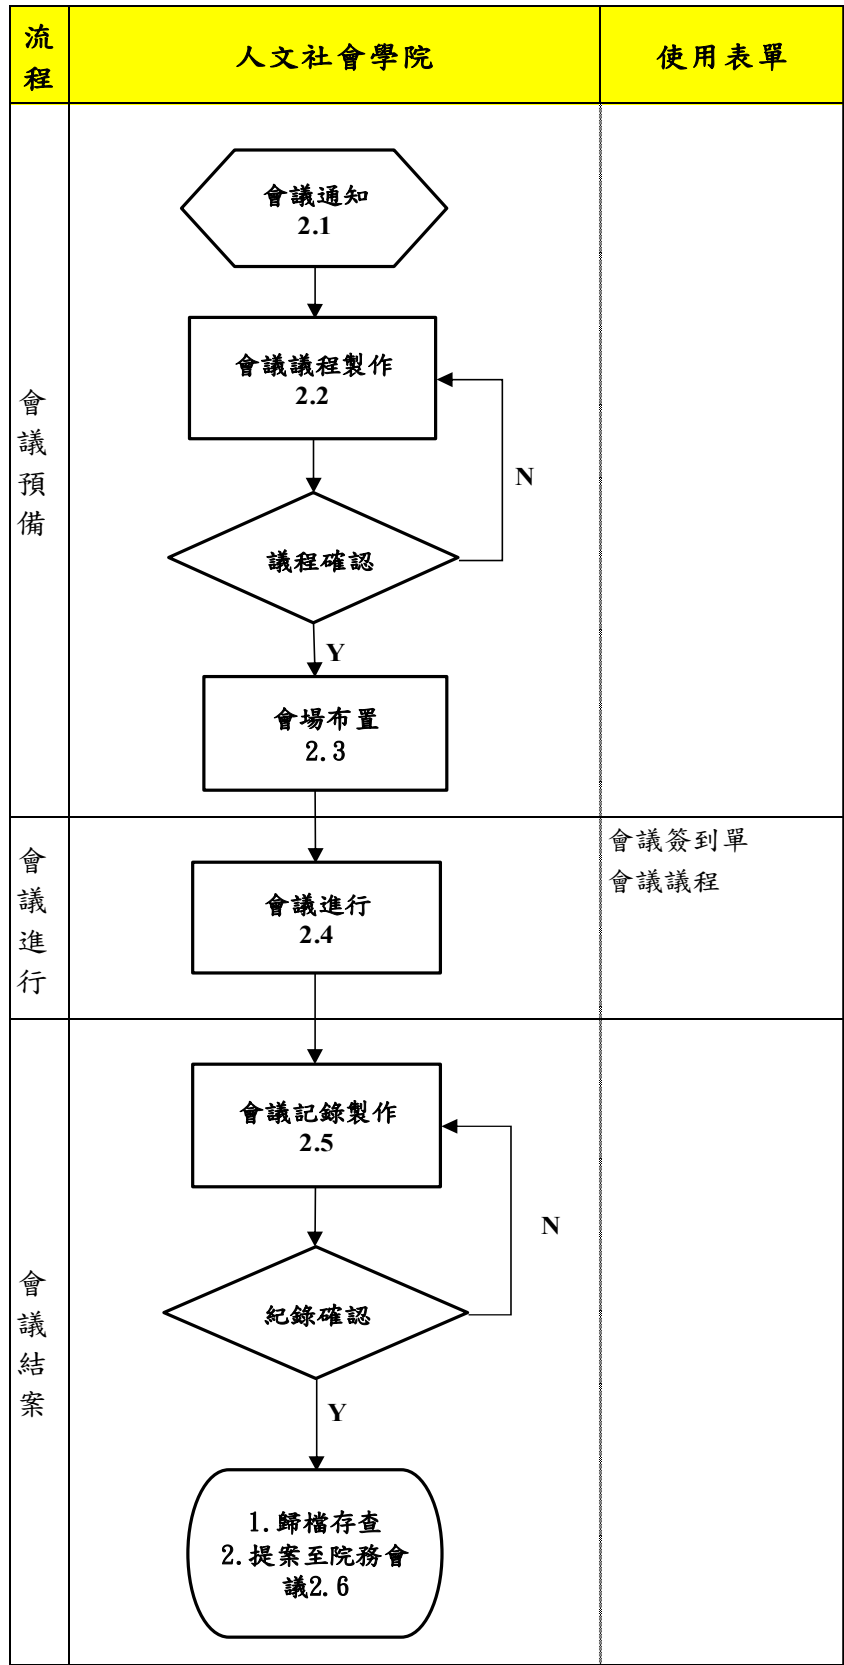 流
程
人文社會學院
使用表單
會
議
預
備
會議通知
2.1
會議議程製作
2.2
N
議程確認
Y
會場布置
2.3
會
議
進
行
會議進行
2.4
會議簽到單
會議議程
會
議
結
案
會議記錄製作
2.5
N
紀錄確認
Y
1.歸檔存查
2.提案至院務會
議2.6